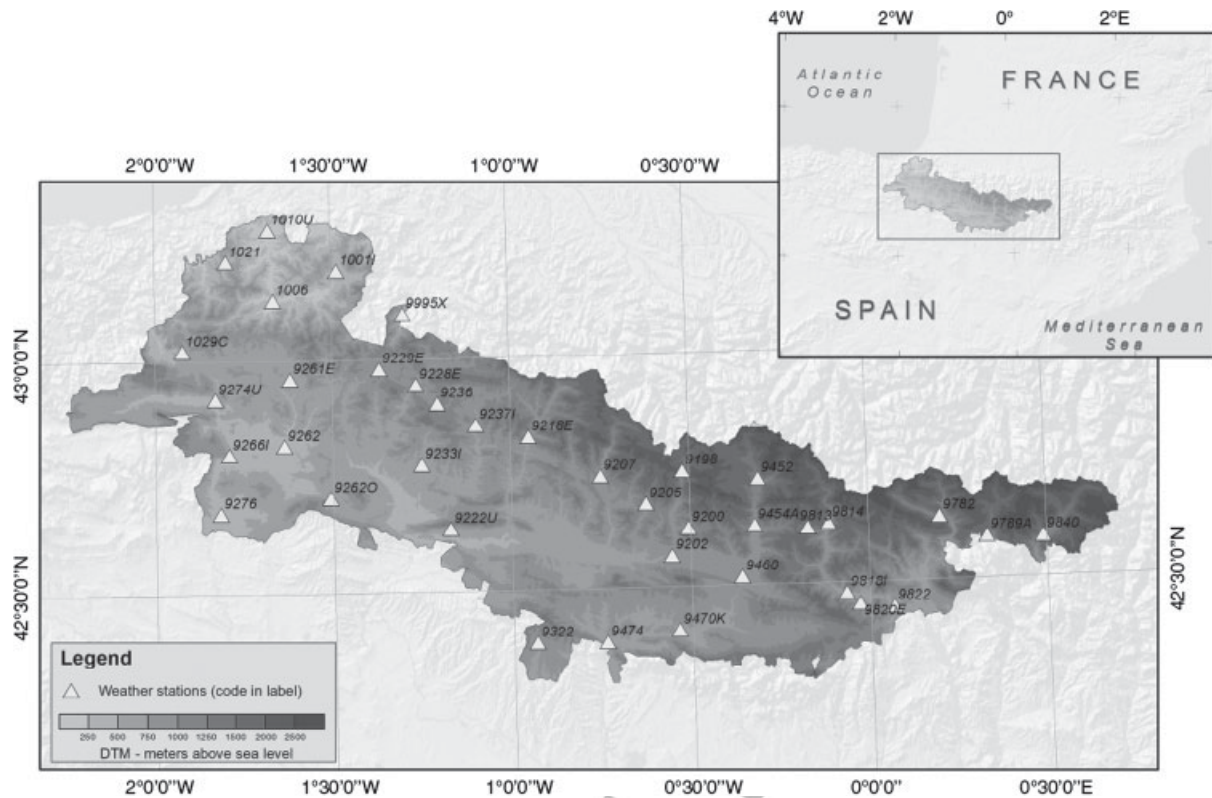 4°W 2°W 0° 2°E
Atlantic
Ocean
FRANCE
SPAIN
Mediterranean
Sea
2°0'0"W 1°30'0"W 1°0'0"W 0°30'0"W
1010U
1021
1001I
1006
9995X
1029C
43°0'0"N
9229E
9261E
9228E
9274U
9236
9237I
9218E
9262
9266I
9233I
9207
9198
9452
9262O
9205
9276
9222U
9200
9454A
9813
9814
9782
9789A
9840
9202
9460
9818I
9820E
9822
42°30'0"N
42°30'0"N
9322
9474
9470K
Legend
Weather stations (code in label)
250 500 750 1000 1250 1500 2000 2500
DTM - meters above sea level
2°0'0"W 1°30'0"W 1°0'0"W 0°30'0"W 0°0'0" 0°30'0"E